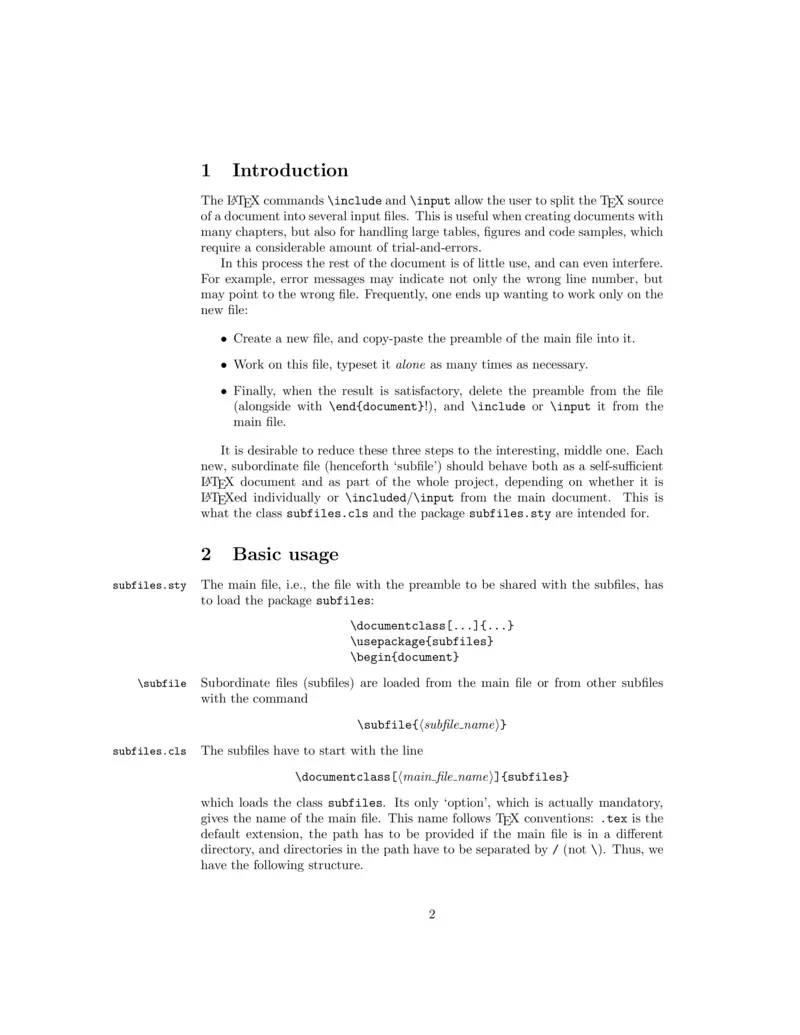 1 Introduction
The LaTeX commands \include and \input allow the user to split the TeX source
of a document into several input files. This is useful when creating documents with
many chapters, but also for handling large tables, figures and code samples, which
require a considerable amount of trial-and-errors.
In this process the rest of the document is of little use, and can even interfere.
For example, error messages may indicate not only the wrong line number, but
may point to the wrong file. Frequently, one ends up wanting to work only on the
new file:
• Create a new file, and copy-paste the preamble of the main file into it.
• Work on this file, typeset it alone as many times as necessary.
• Finally, when the result is satisfactory, delete the preamble from the file
(alongside with \end{document}!), and \include or \input it from the
main file.
It is desirable to reduce these three steps to the interesting, middle one. Each
new, subordinate file (henceforth ‘subfile’) should behave both as a self-sufficient
LaTeX document and as part of the whole project, depending on whether it is
LaTeXed individually or \included/\input from the main document. This is
what the class subfiles.cls and the package subfiles.sty are intended for.
2 Basic usage
subfiles.sty The main file, i.e., the file with the preamble to be shared with the subfiles, has
to load the package subfiles:
\documentclass[...]{...}
\usepackage{subfiles}
\begin{document}
\subfile Subordinate files (subfiles) are loaded from the main file or from other subfiles
with the command
\subfile{⟨subfile_name⟩}
subfiles.cls The subfiles have to start with the line
\documentclass[⟨main_file_name⟩]{subfiles}
which loads the class subfiles. Its only ‘option’, which is actually mandatory,
gives the name of the main file. This name follows TeX conventions: .tex is the
default extension, the path has to be provided if the main file is in a different
directory, and directories in the path have to be separated by / (not \). Thus, we
have the following structure.
2